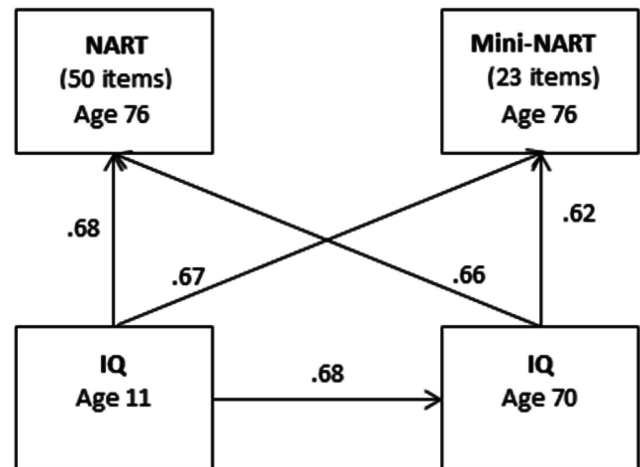 NART
(50 items)
Age 76
Mini-NART
(23 items)
Age 76
.68
.67
.66
.62
IQ
Age 11
.68
IQ
Age 70